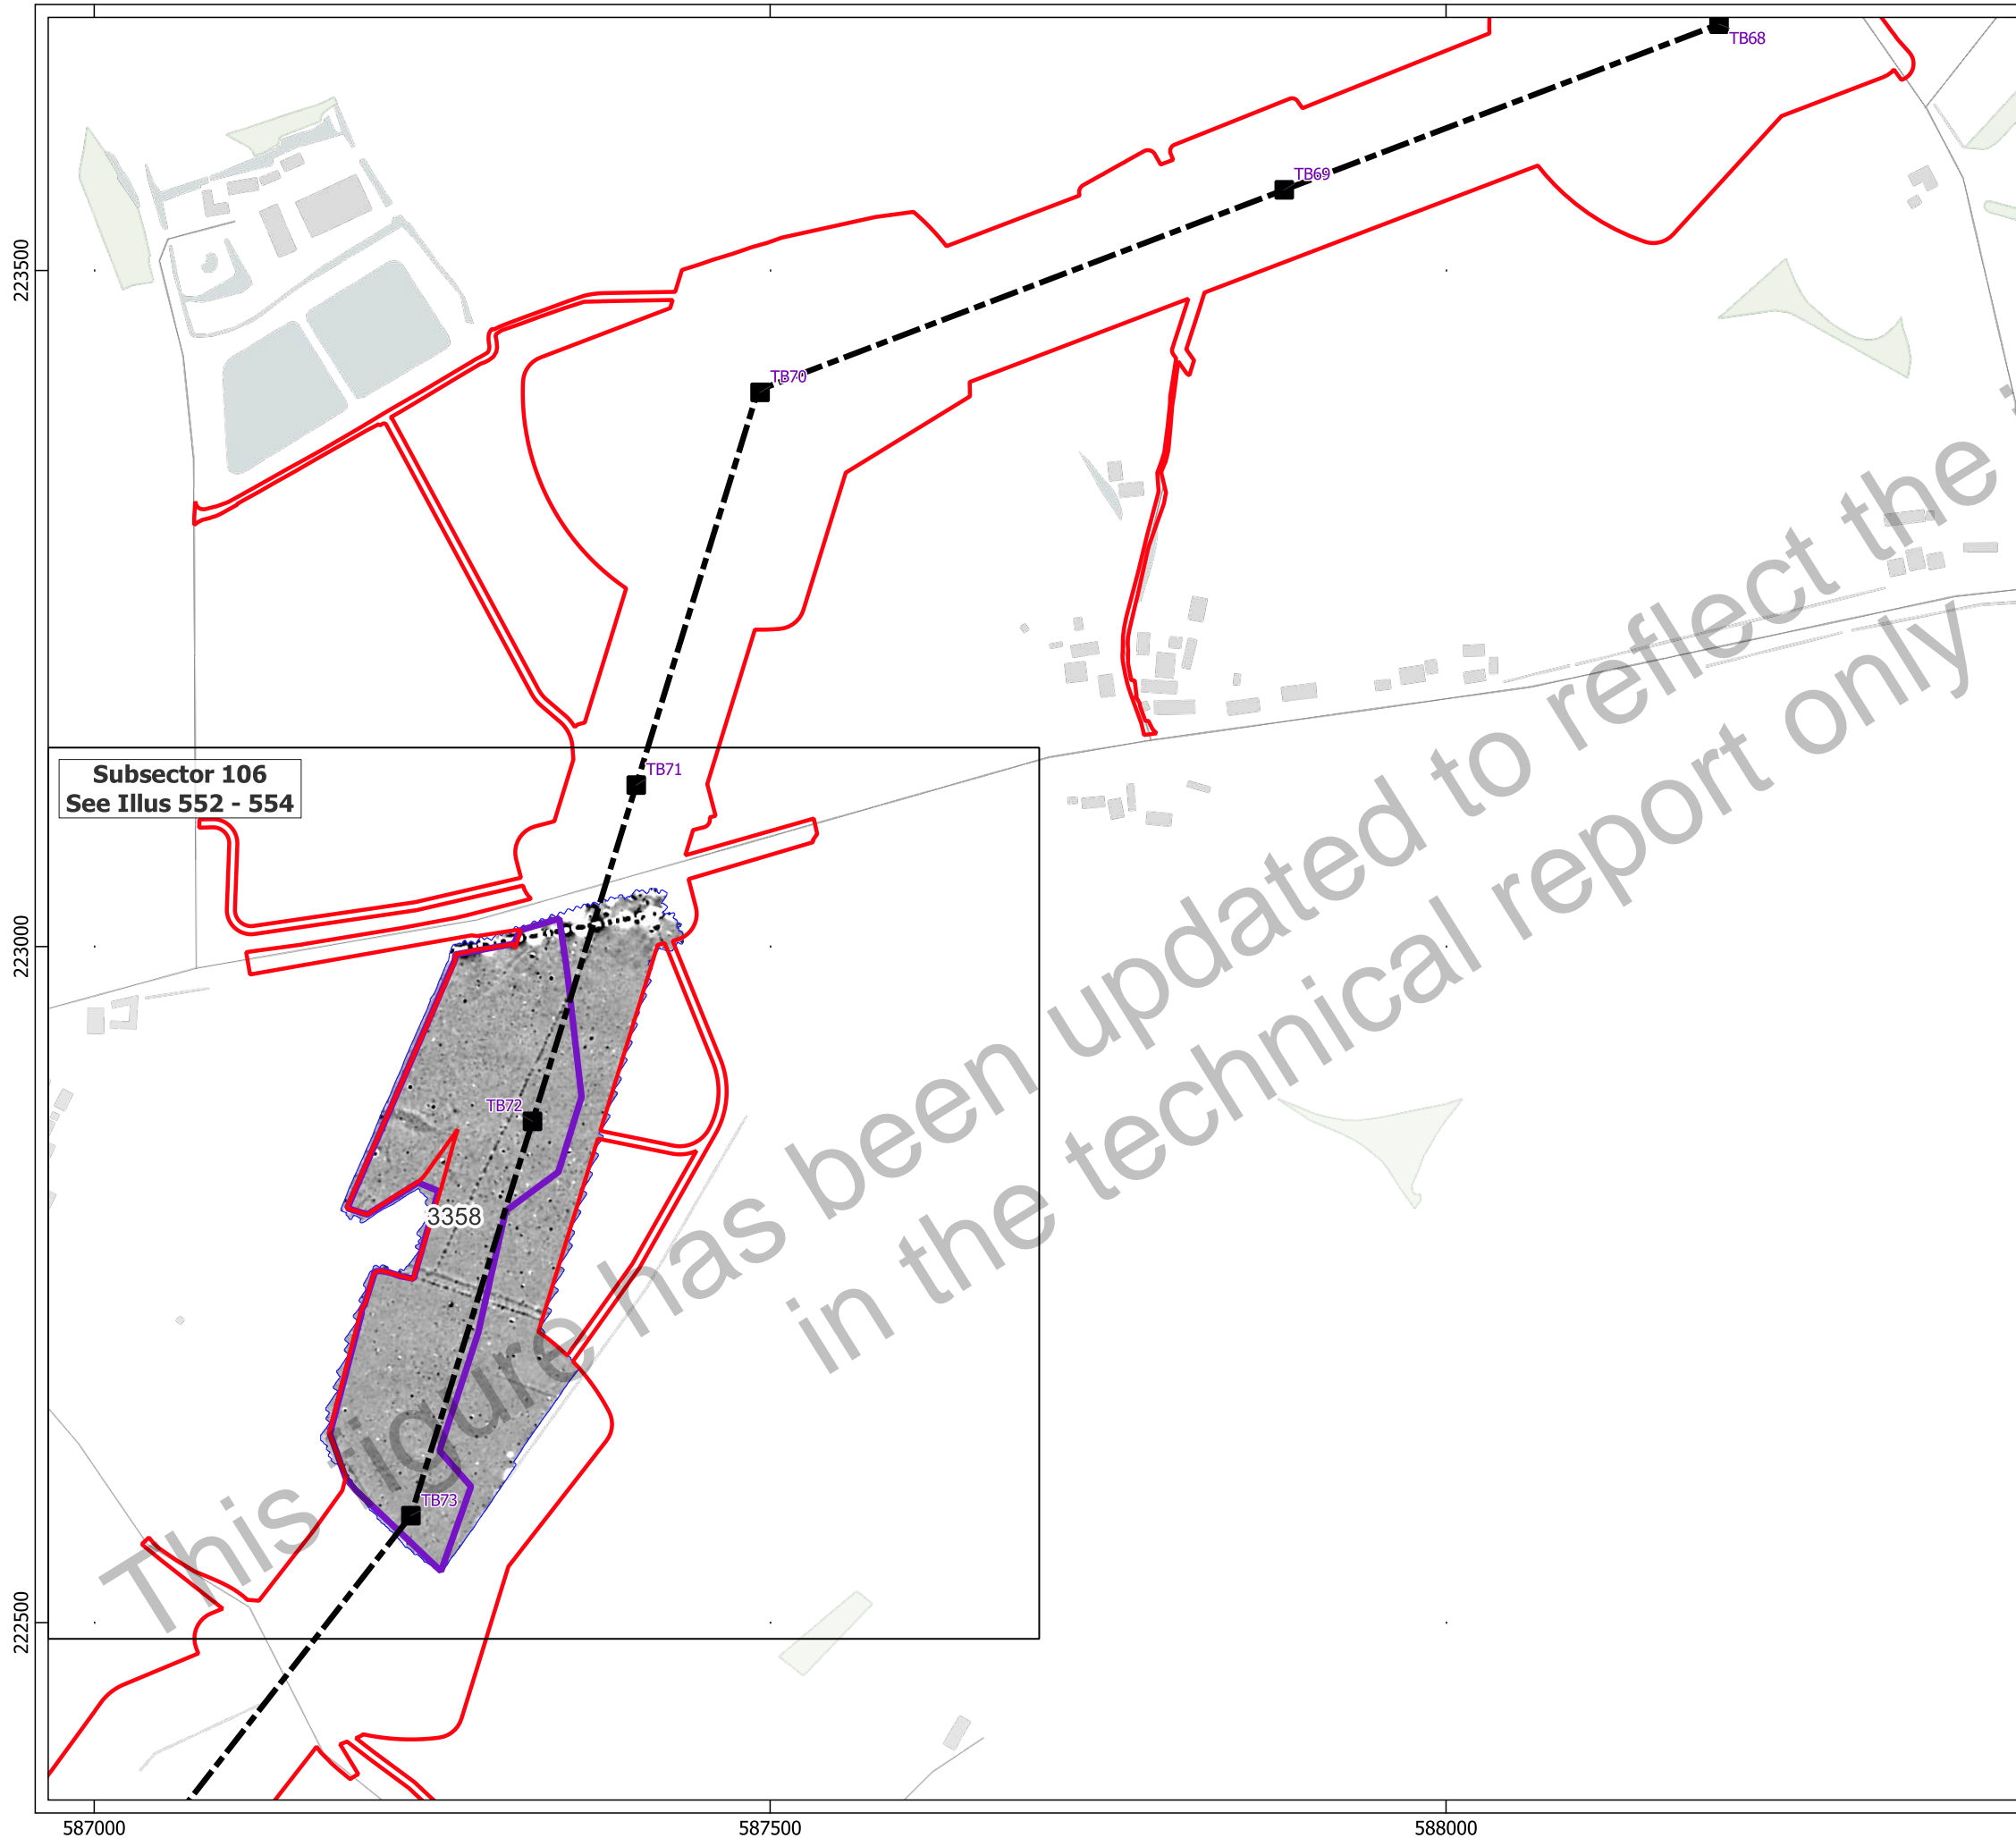 TB68
TB69
223500
TB70
TB71
Subsector 106
See Illus 552 - 554
223000
TB72
3358
TB73
222500
587000
587500
588000
This figure has been updated to reflect the
in the technical report only